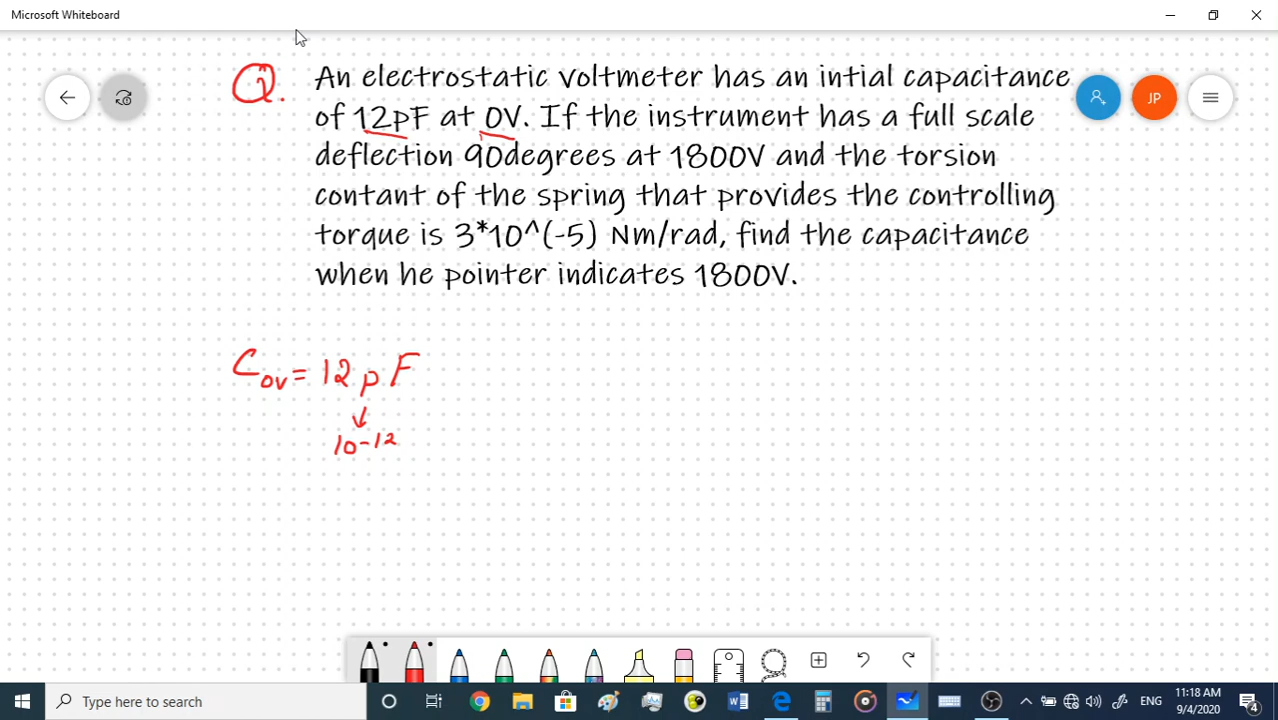 Microsoft Whiteboard
Q. An electrostatic voltmeter has an intial capacitance
JP
of 12pF at 0V. If the instrument has a full scale
deflection 90degrees at 1800V and the torsion
contant of the spring that provides the controlling
torque is 3*10^(-5) Nm/rad, find the capacitance
when he pointer indicates 1800V.
C0V = 12 p F
↓
10-12
Type here to search
ENG
11:18 AM
9/4/2020
4